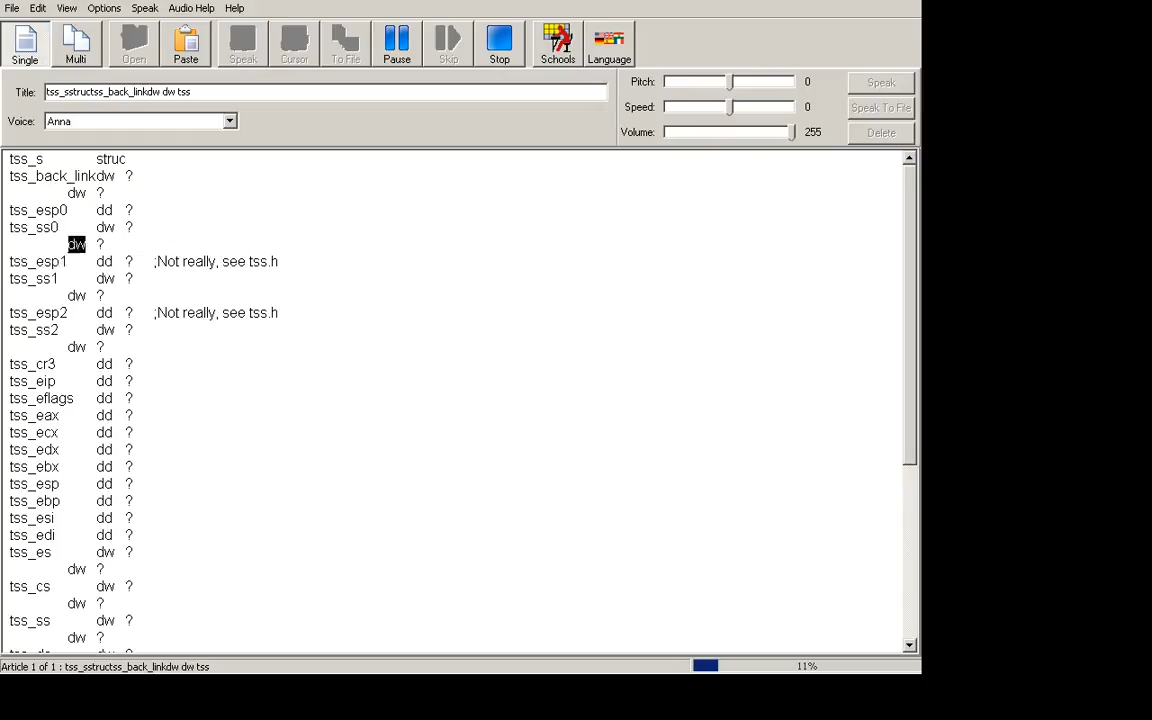 File Edit View Options Speak Audio Help Help
Single Multi Open Paste Speak Cursor To File Pause Skip Stop Schools Language
Title: tss_sstructss_back_linkdw dw tss
Voice: Anna
Pitch: 0 Speak
Speed: 0 Speak To File
Volume: 255 Delete
tss_s struc
tss_back_linkdw ?
dw ?
tss_esp0 dd ?
tss_ss0 dw ?
dw ?
tss_esp1 dd ? ;Not really, see tss.h
tss_ss1 dw ?
dw ?
tss_esp2 dd ? ;Not really, see tss.h
tss_ss2 dw ?
dw ?
tss_cr3 dd ?
tss_eip dd ?
tss_eflags dd ?
tss_eax dd ?
tss_ecx dd ?
tss_edx dd ?
tss_ebx dd ?
tss_esp dd ?
tss_ebp dd ?
tss_esi dd ?
tss_edi dd ?
tss_es dw ?
dw ?
tss_cs dw ?
dw ?
tss_ss dw ?
dw ?
Article 1 of 1 : tss_sstructss_back_linkdw dw tss 11%